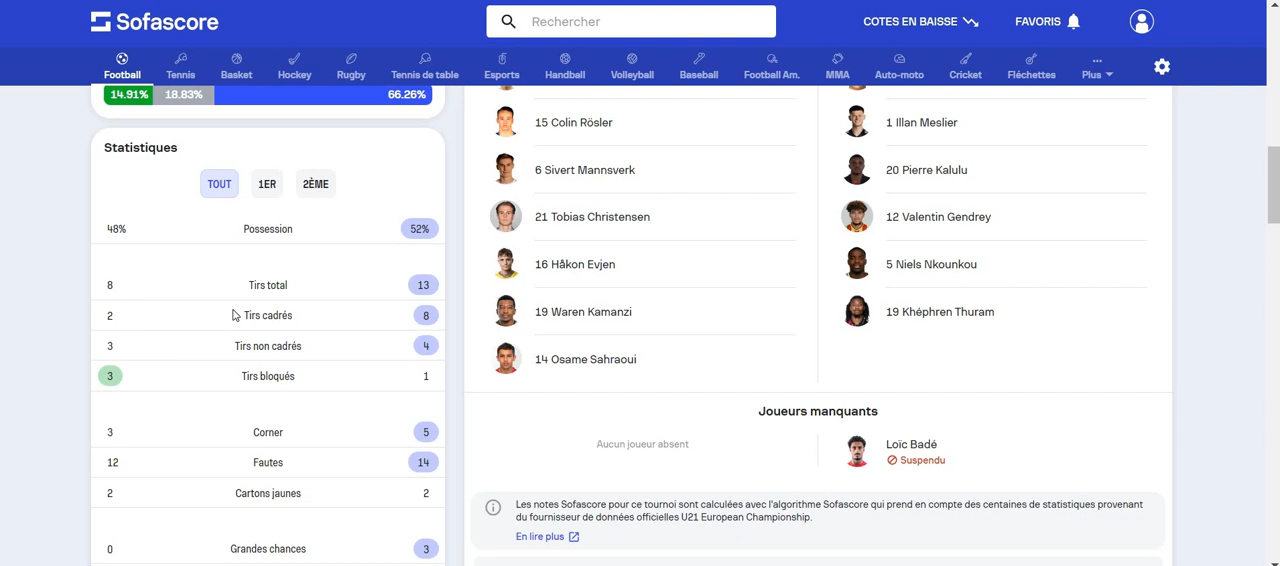 Sofascore
Rechercher
COTES EN BAISSE
FAVORIS
Football
Tennis
Basket
Hockey
Rugby
Tennis de table
Esports
Handball
Volleyball
Baseball
Football Am.
MMA
Auto-moto
Cricket
Fléchettes
Plus
14.91% 18.83% 66.26%
Statistiques
TOUT 1ER 2ÈME
48% Possession 52%
8 Tirs total 13
2 Tirs cadrés 8
3 Tirs non cadrés 4
3 Tirs bloqués 1
3 Corner 5
12 Fautes 14
2 Cartons jaunes 2
0 Grandes chances 3
15 Colin Rösler
6 Sivert Mannsverk
21 Tobias Christensen
16 Håkon Evjen
19 Waren Kamanzi
14 Osame Sahraoui
1 Illan Meslier
20 Pierre Kalulu
12 Valentin Gendrey
5 Niels Nkounkou
19 Khéphren Thuram
Joueurs manquants
Aucun joueur absent
Loïc Badé
Suspendu
Les notes Sofascore pour ce tournoi sont calculées avec l'algorithme Sofascore qui prend en compte des centaines de statistiques provenant
du fournisseur de données officielles U21 European Championship.
En lire plus